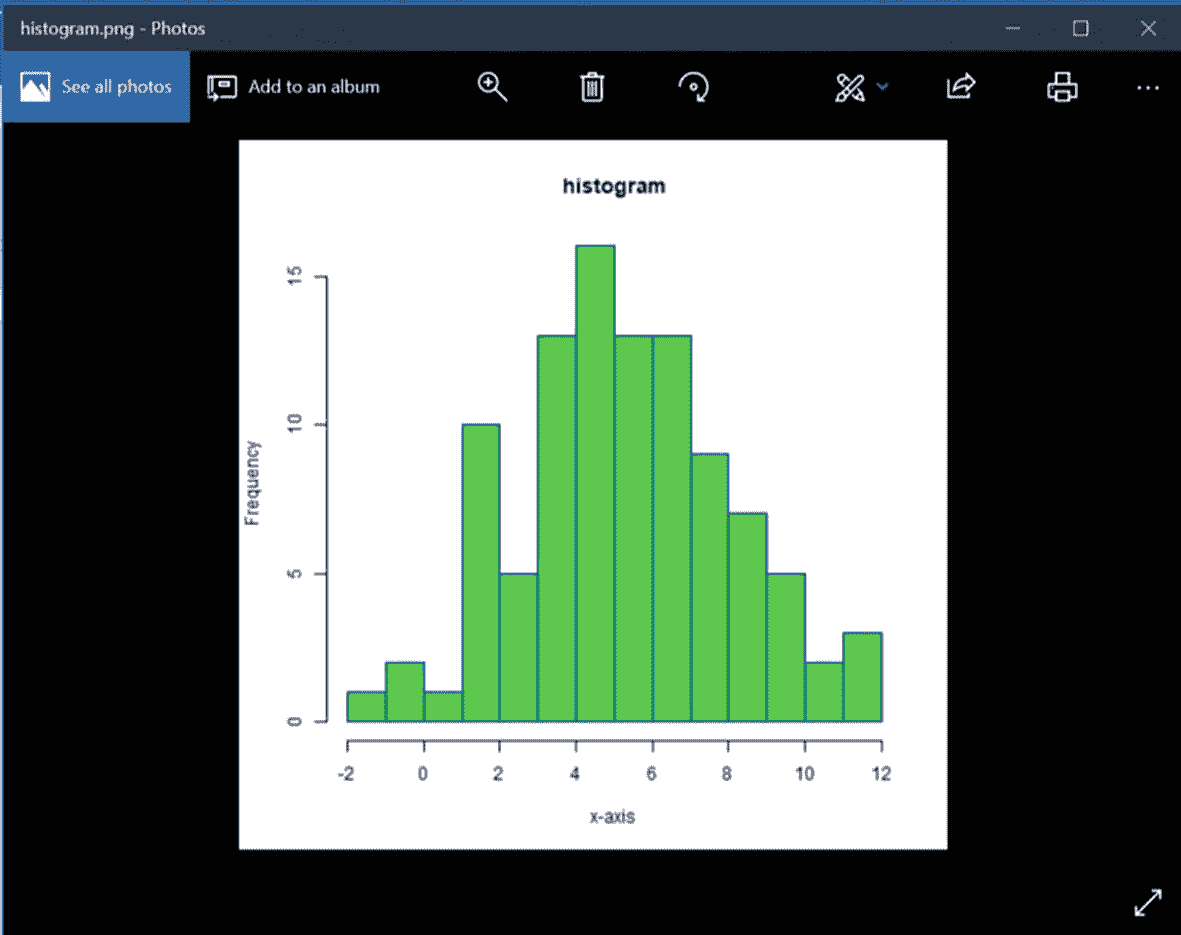 histogram.png - Photos
See all photos
Add to an album
histogram
15
10
5
0
Frequency
-2 0 2 4 6 8 10 12
x-axis